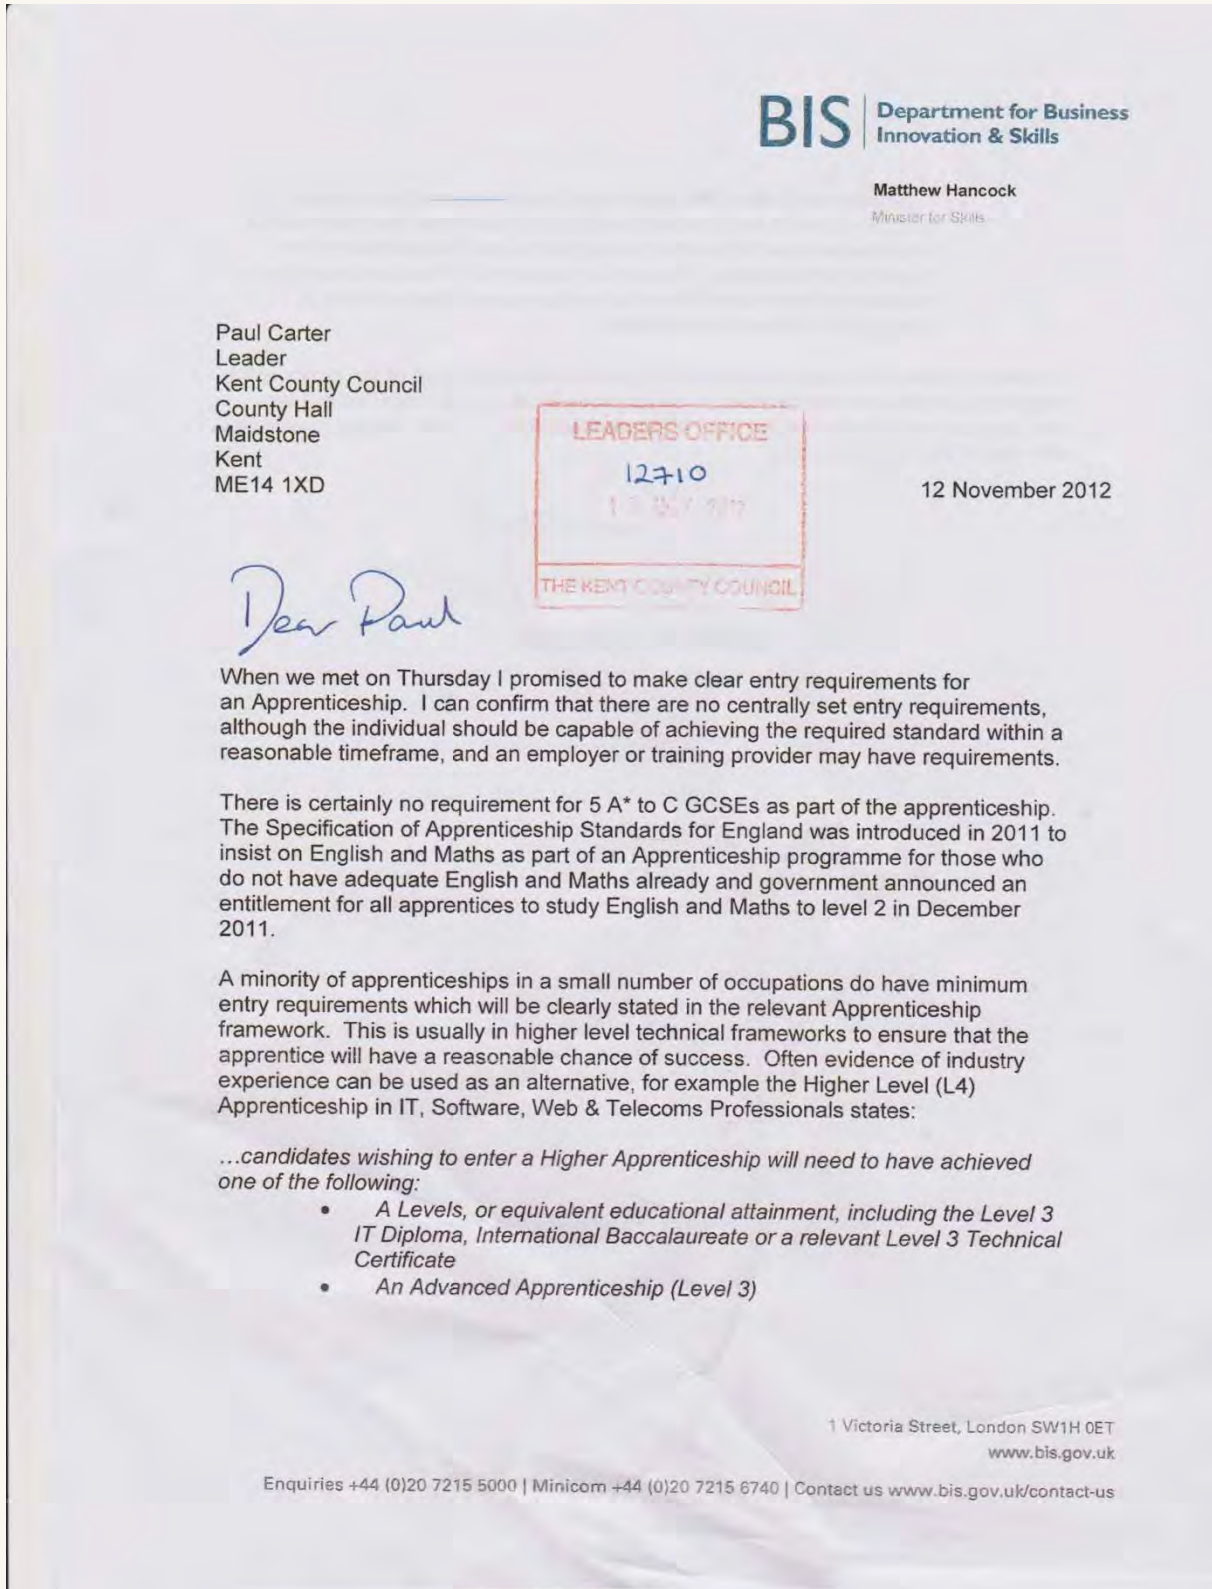 BIS
Department for Business
Innovation & Skills
Matthew Hancock
Minister for Skills
Paul Carter
Leader
Kent County Council
County Hall
Maidstone
Kent
ME14 1XD
LEADERS OFFICE
12710
THE KENT COUNTY COUNCIL
12 November 2012
Dear Paul
When we met on Thursday I promised to make clear entry requirements for
an Apprenticeship. I can confirm that there are no centrally set entry requirements,
although the individual should be capable of achieving the required standard within a
reasonable timeframe, and an employer or training provider may have requirements.
There is certainly no requirement for 5 A* to C GCSEs as part of the apprenticeship.
The Specification of Apprenticeship Standards for England was introduced in 2011 to
insist on English and Maths as part of an Apprenticeship programme for those who
do not have adequate English and Maths already and government announced an
entitlement for all apprentices to study English and Maths to level 2 in December
2011.
A minority of apprenticeships in a small number of occupations do have minimum
entry requirements which will be clearly stated in the relevant Apprenticeship
framework. This is usually in higher level technical frameworks to ensure that the
apprentice will have a reasonable chance of success. Often evidence of industry
experience can be used as an alternative, for example the Higher Level (L4)
Apprenticeship in IT, Software, Web & Telecoms Professionals states:
...candidates wishing to enter a Higher Apprenticeship will need to have achieved
one of the following:
• A Levels, or equivalent educational attainment, including the Level 3
IT Diploma, International Baccalaureate or a relevant Level 3 Technical
Certificate
• An Advanced Apprenticeship (Level 3)
1 Victoria Street, London SW1H 0ET
www.bis.gov.uk
Enquiries +44 (0)20 7215 5000 | Minicom +44 (0)20 7215 6740 | Contact us www.bis.gov.uk/contact-us